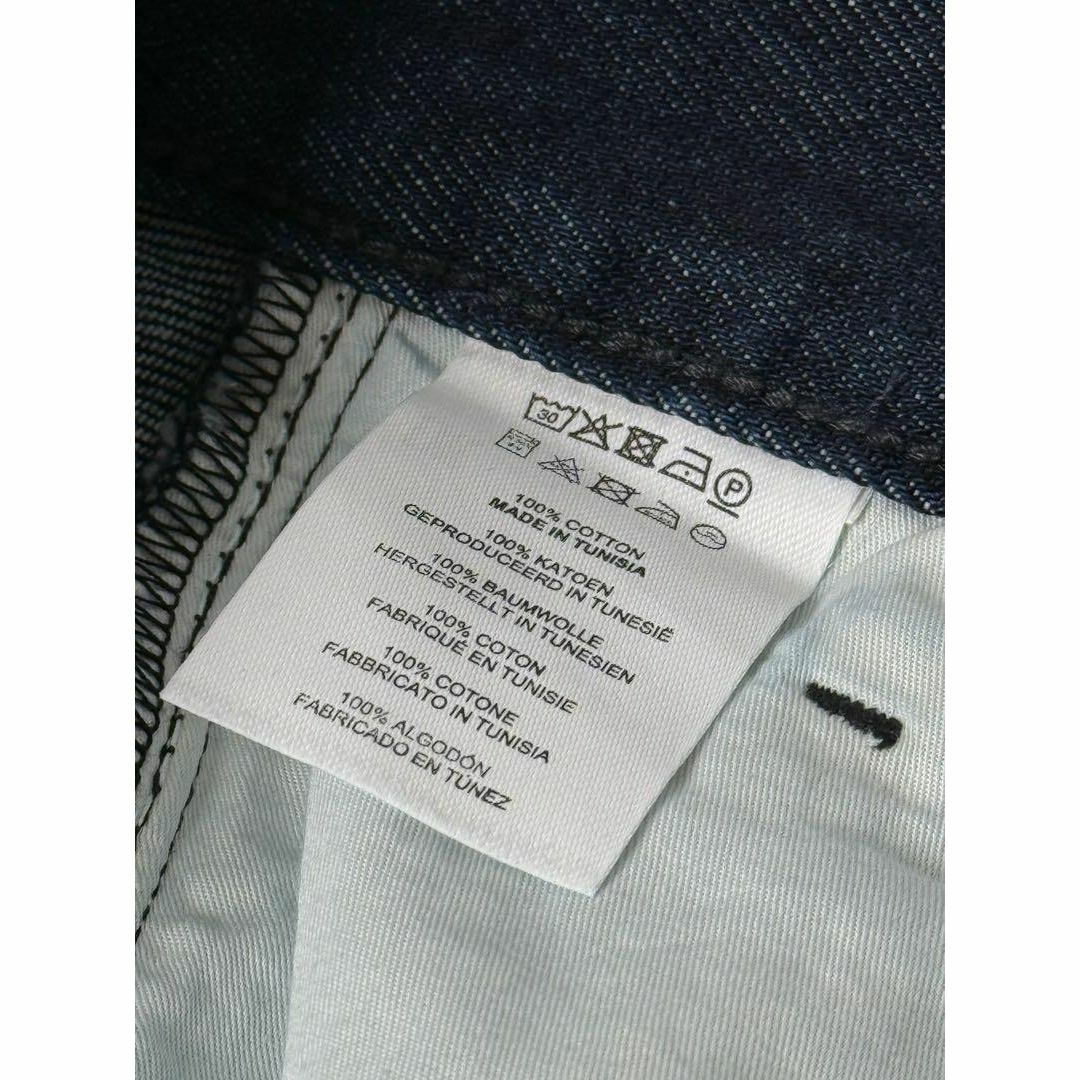 30 P
100% COTTON
MADE IN TUNISIA
100% KATOEN
GEPRODUCEERD IN TUNESIË
100% BAUMWOLLE
HERGESTELLT IN TUNESIEN
100% COTON
FABRIQUÉ EN TUNISIE
100% COTONE
FABBRICATO IN TUNISIA
100% ALGODÓN
FABRICADO EN TÚNEZ